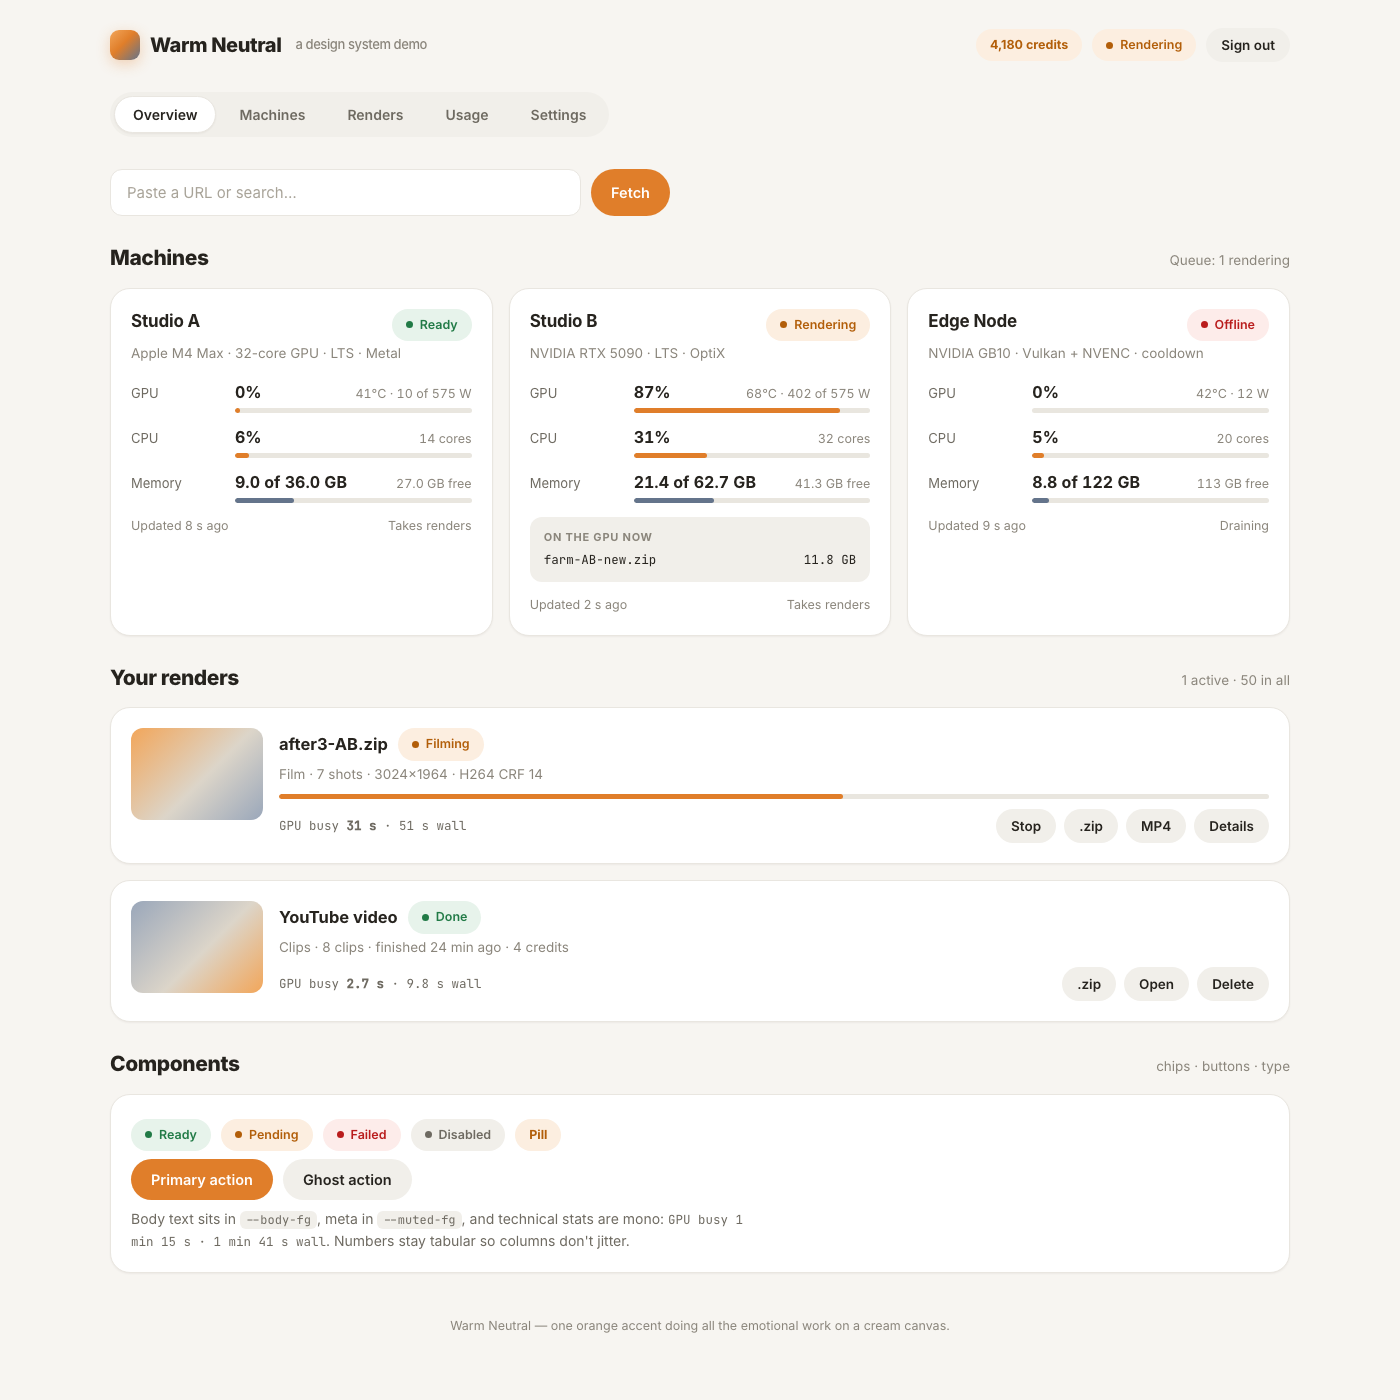 Warm Neutral a design system demo
4,180 credits Rendering Sign out
Overview Machines Renders Usage Settings
Paste a URL or search... Fetch
Machines Queue: 1 rendering
Studio A Ready
Apple M4 Max · 32-core GPU · LTS · Metal
GPU 0% 41°C · 10 of 575 W
CPU 6% 14 cores
Memory 9.0 of 36.0 GB 27.0 GB free
Updated 8 s ago Takes renders
Studio B Rendering
NVIDIA RTX 5090 · LTS · OptiX
GPU 87% 68°C · 402 of 575 W
CPU 31% 32 cores
Memory 21.4 of 62.7 GB 41.3 GB free
ON THE GPU NOW
farm-AB-new.zip 11.8 GB
Updated 2 s ago Takes renders
Edge Node Offline
NVIDIA GB10 · Vulkan + NVENC · cooldown
GPU 0% 42°C · 12 W
CPU 5% 20 cores
Memory 8.8 of 122 GB 113 GB free
Updated 9 s ago Draining
Your renders 1 active · 50 in all
after3-AB.zip Filming
Film · 7 shots · 3024×1964 · H264 CRF 14
GPU busy 31 s · 51 s wall Stop .zip MP4 Details
YouTube video Done
Clips · 8 clips · finished 24 min ago · 4 credits
GPU busy 2.7 s · 9.8 s wall .zip Open Delete
Components chips · buttons · type
Ready Pending Failed Disabled Pill
Primary action Ghost action
Body text sits in --body-fg, meta in --muted-fg, and technical stats are mono: GPU busy 1
min 15 s · 1 min 41 s wall. Numbers stay tabular so columns don't jitter.
Warm Neutral — one orange accent doing all the emotional work on a cream canvas.